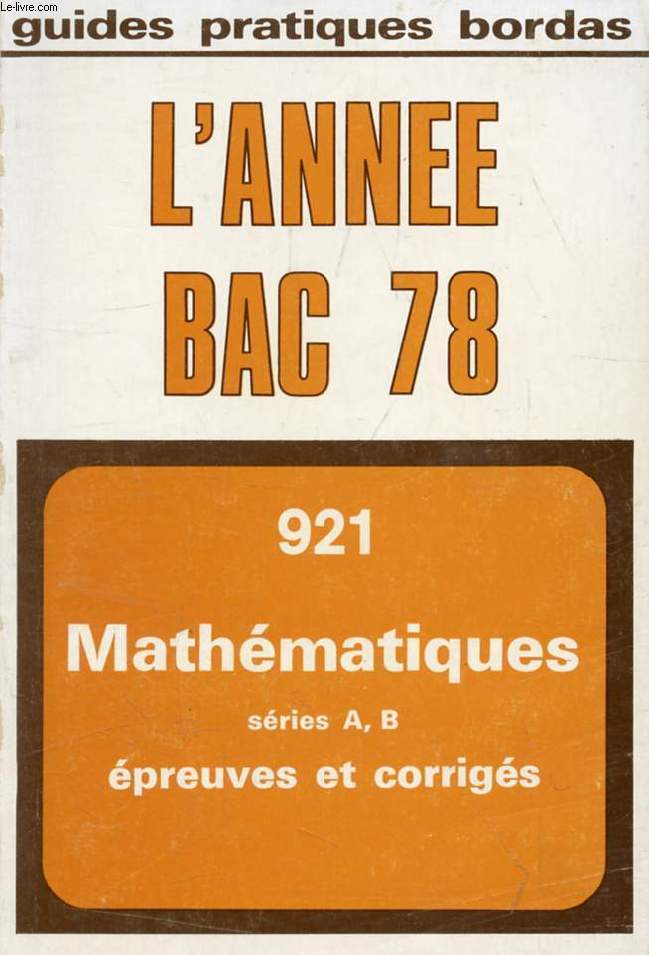 Le-livre.com
guides pratiques bordas
L'ANNEE
BAC 78
921
Mathématiques
séries A, B
épreuves et corrigés